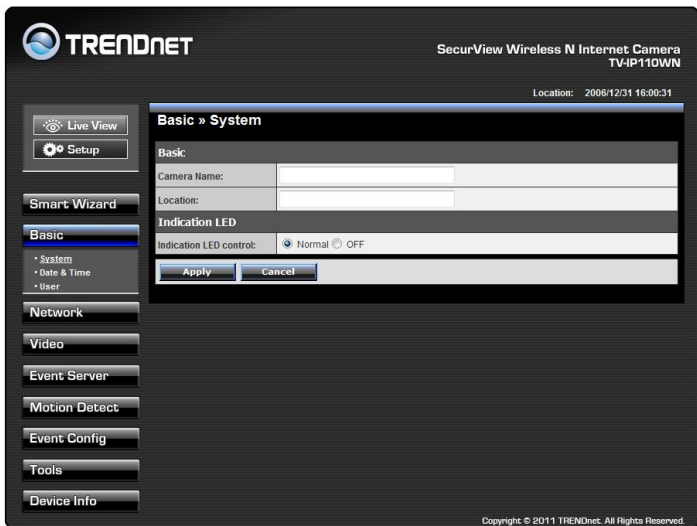 TRENDnet
SecurView Wireless N Internet Camera
TV-IP110WN
Location: 2006/12/31 16:00:31
Live View
Setup
Basic » System
Basic
Camera Name:
Location:
Indication LED
Indication LED control: Normal OFF
Apply Cancel
Smart Wizard
Basic
• System
• Date & Time
• User
Network
Video
Event Server
Motion Detect
Event Config
Tools
Device Info
Copyright © 2011 TRENDnet. All Rights Reserved.